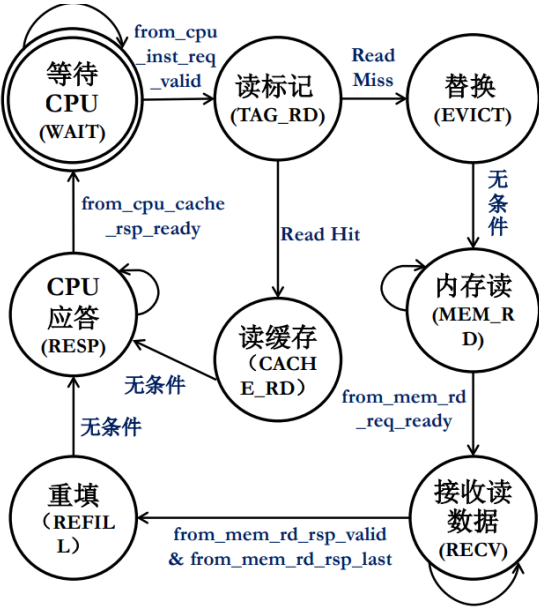 等待
CPU
(WAIT)
from_cpu
_inst_req
_valid
读标记
(TAG_RD)
Read
Miss
替换
(EVICT)
from_cpu_cache
_rsp_ready
Read Hit
无
条
件
CPU
应答
(RESP)
无条件
读缓存
（CACH
E_RD）
内存读
(MEM_R
D)
无条件
from_mem_rd
_req_ready
重填
（REFIL
L）
from_mem_rd_rsp_valid
& from_mem_rd_rsp_last
接收读
数据
(RECV)